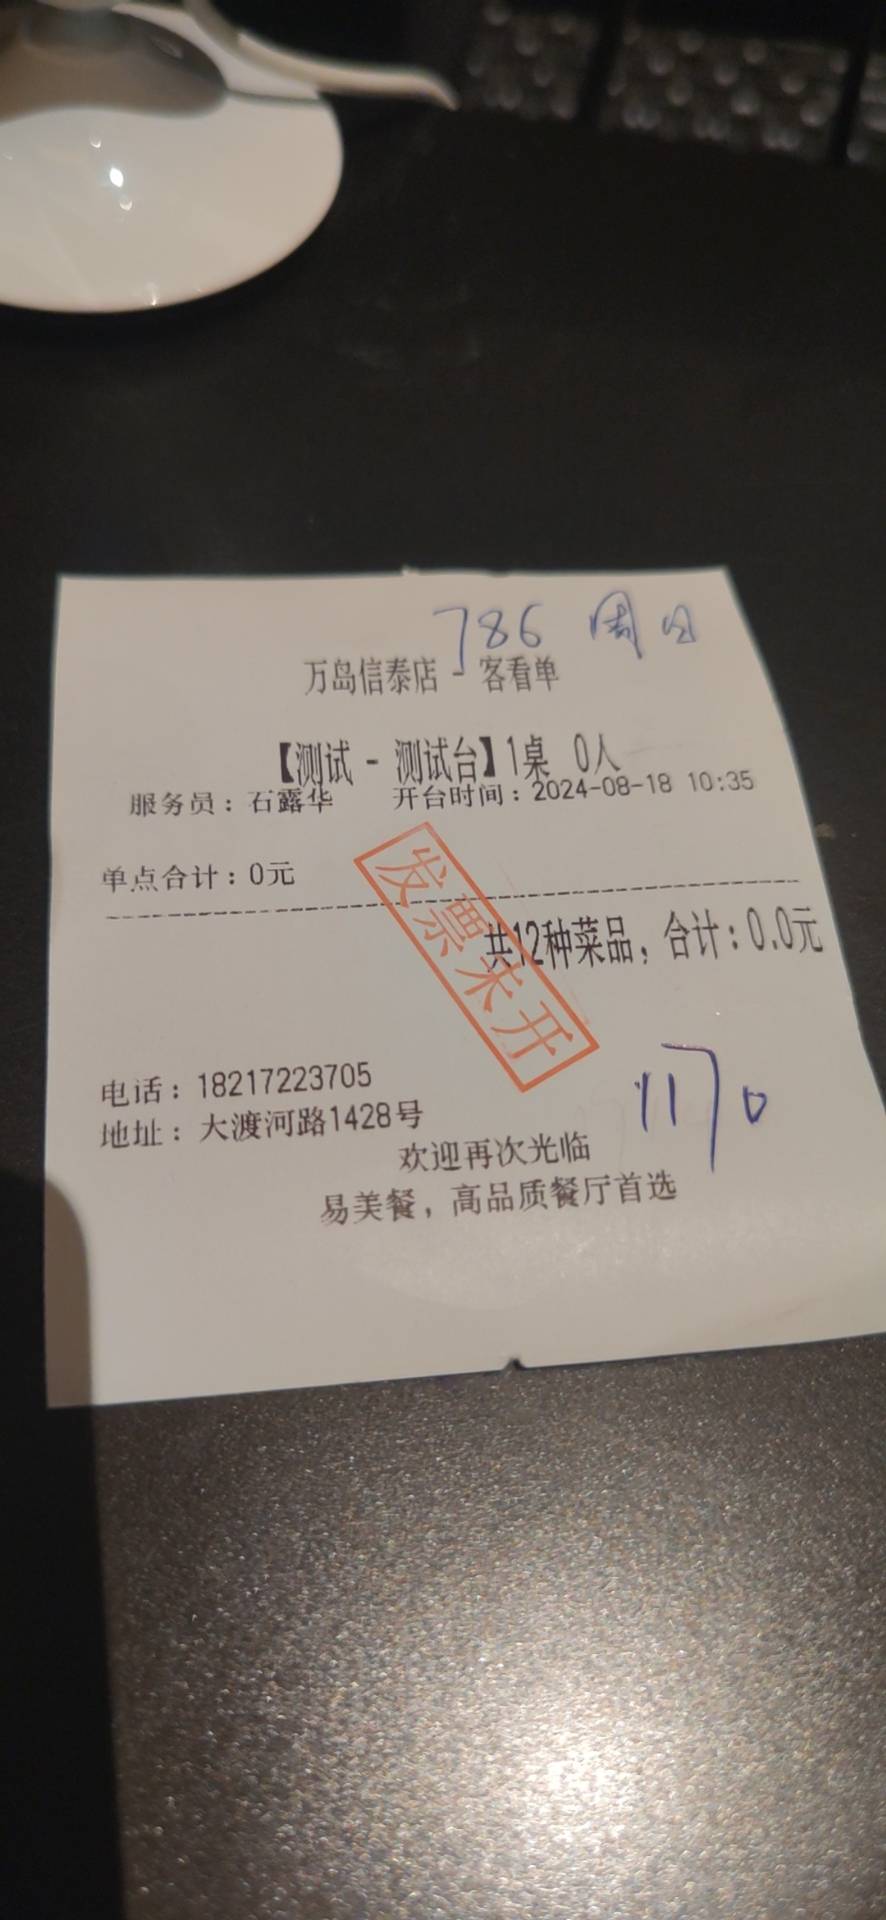 786 周日
万岛信泰店 - 客看单
【测试 - 测试台】1桌 0人
服务员：石露华 开台时间：2024-08-18 10:35
单点合计：0元
发票未开
共12种菜品，合计：0.0元
电话：18217223705
地址：大渡河路1428号
1170
欢迎再次光临
易美餐，高品质餐厅首选